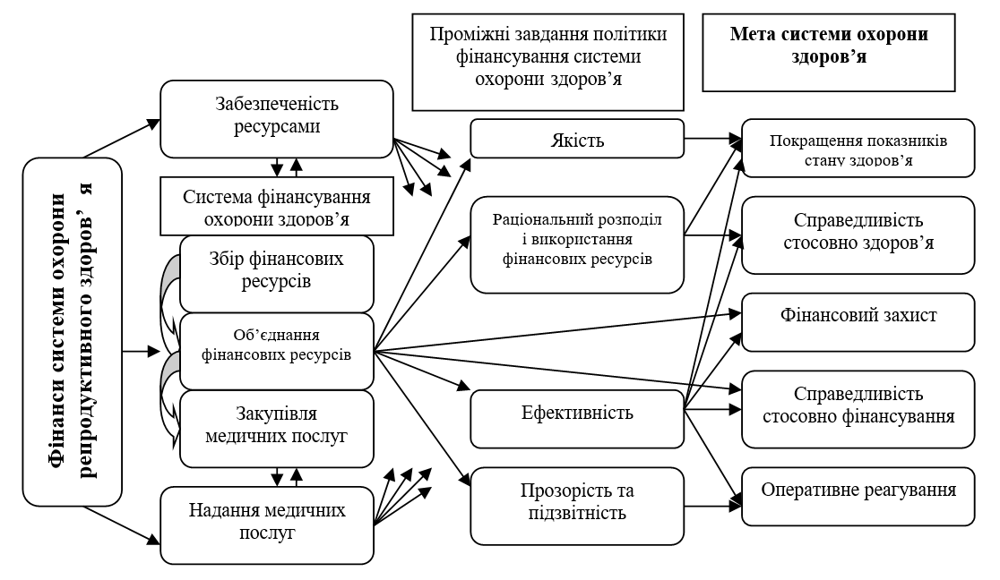 Фінанси системи охорони
репродуктивного здоров’ я
Забезпеченість
ресурсами
Система фінансування
охорони здоров’я
Збір фінансових
ресурсів
Об’єднання
фінансових ресурсів
Закупівля
медичних послуг
Надання медичних
послуг
Проміжні завдання політики
фінансування системи
охорони здоров’я
Якість
Раціональний розподіл
і використання
фінансових ресурсів
Ефективність
Прозорість та
підзвітність
Мета системи охорони
здоров’я
Покращення показників
стану здоров’я
Справедливість
стосовно здоров’я
Фінансовий захист
Справедливість
стосовно фінансування
Оперативне реагування